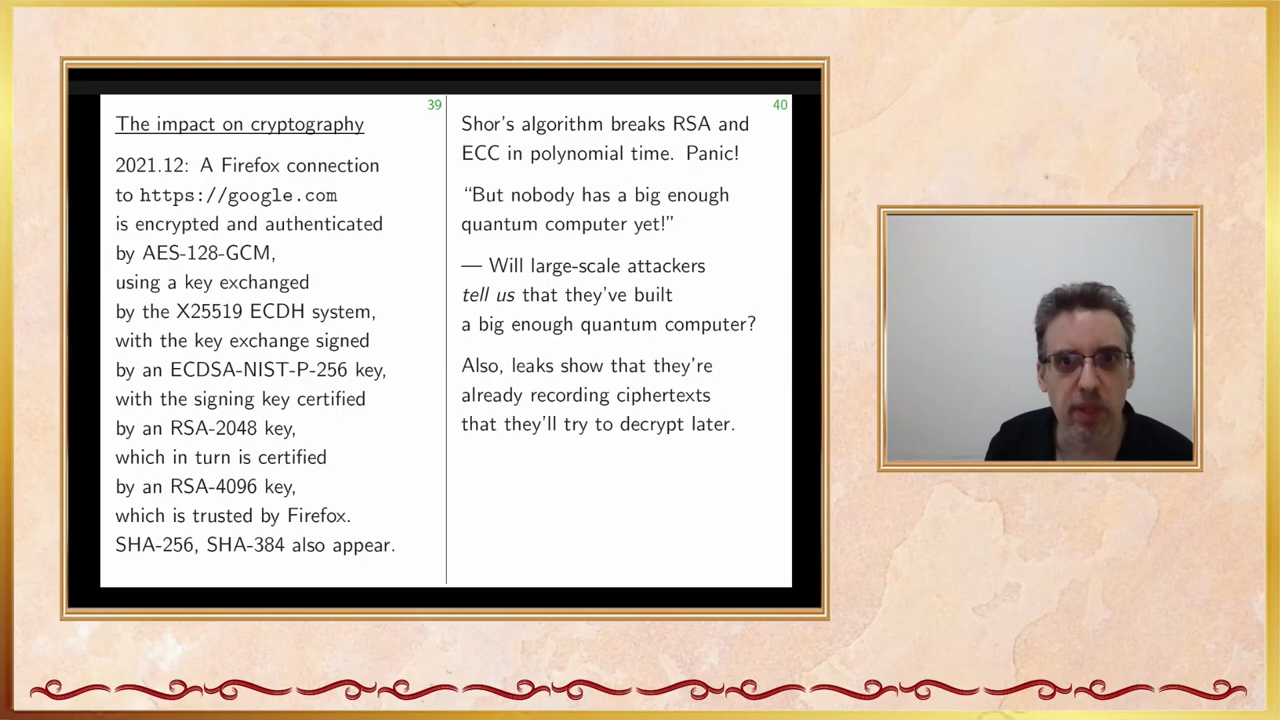 39
The impact on cryptography
2021.12: A Firefox connection
to https://google.com
is encrypted and authenticated
by AES-128-GCM,
using a key exchanged
by the X25519 ECDH system,
with the key exchange signed
by an ECDSA-NIST-P-256 key,
with the signing key certified
by an RSA-2048 key,
which in turn is certified
by an RSA-4096 key,
which is trusted by Firefox.
SHA-256, SHA-384 also appear.
40
Shor's algorithm breaks RSA and
ECC in polynomial time. Panic!
“But nobody has a big enough
quantum computer yet!”
— Will large-scale attackers
tell us that they've built
a big enough quantum computer?
Also, leaks show that they're
already recording ciphertexts
that they'll try to decrypt later.